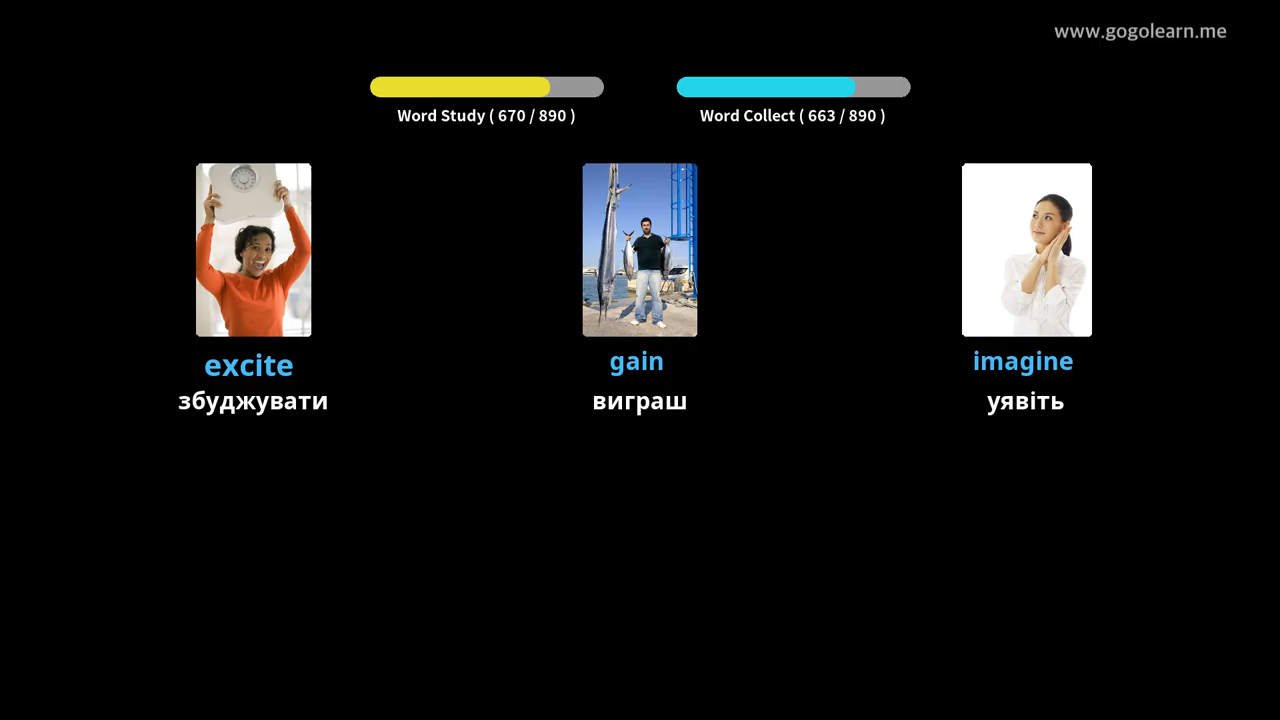 www.gogolearn.me
Word Study ( 670 / 890 )
Word Collect ( 663 / 890 )
excite
gain
imagine
збуджувати
виграш
уявіть